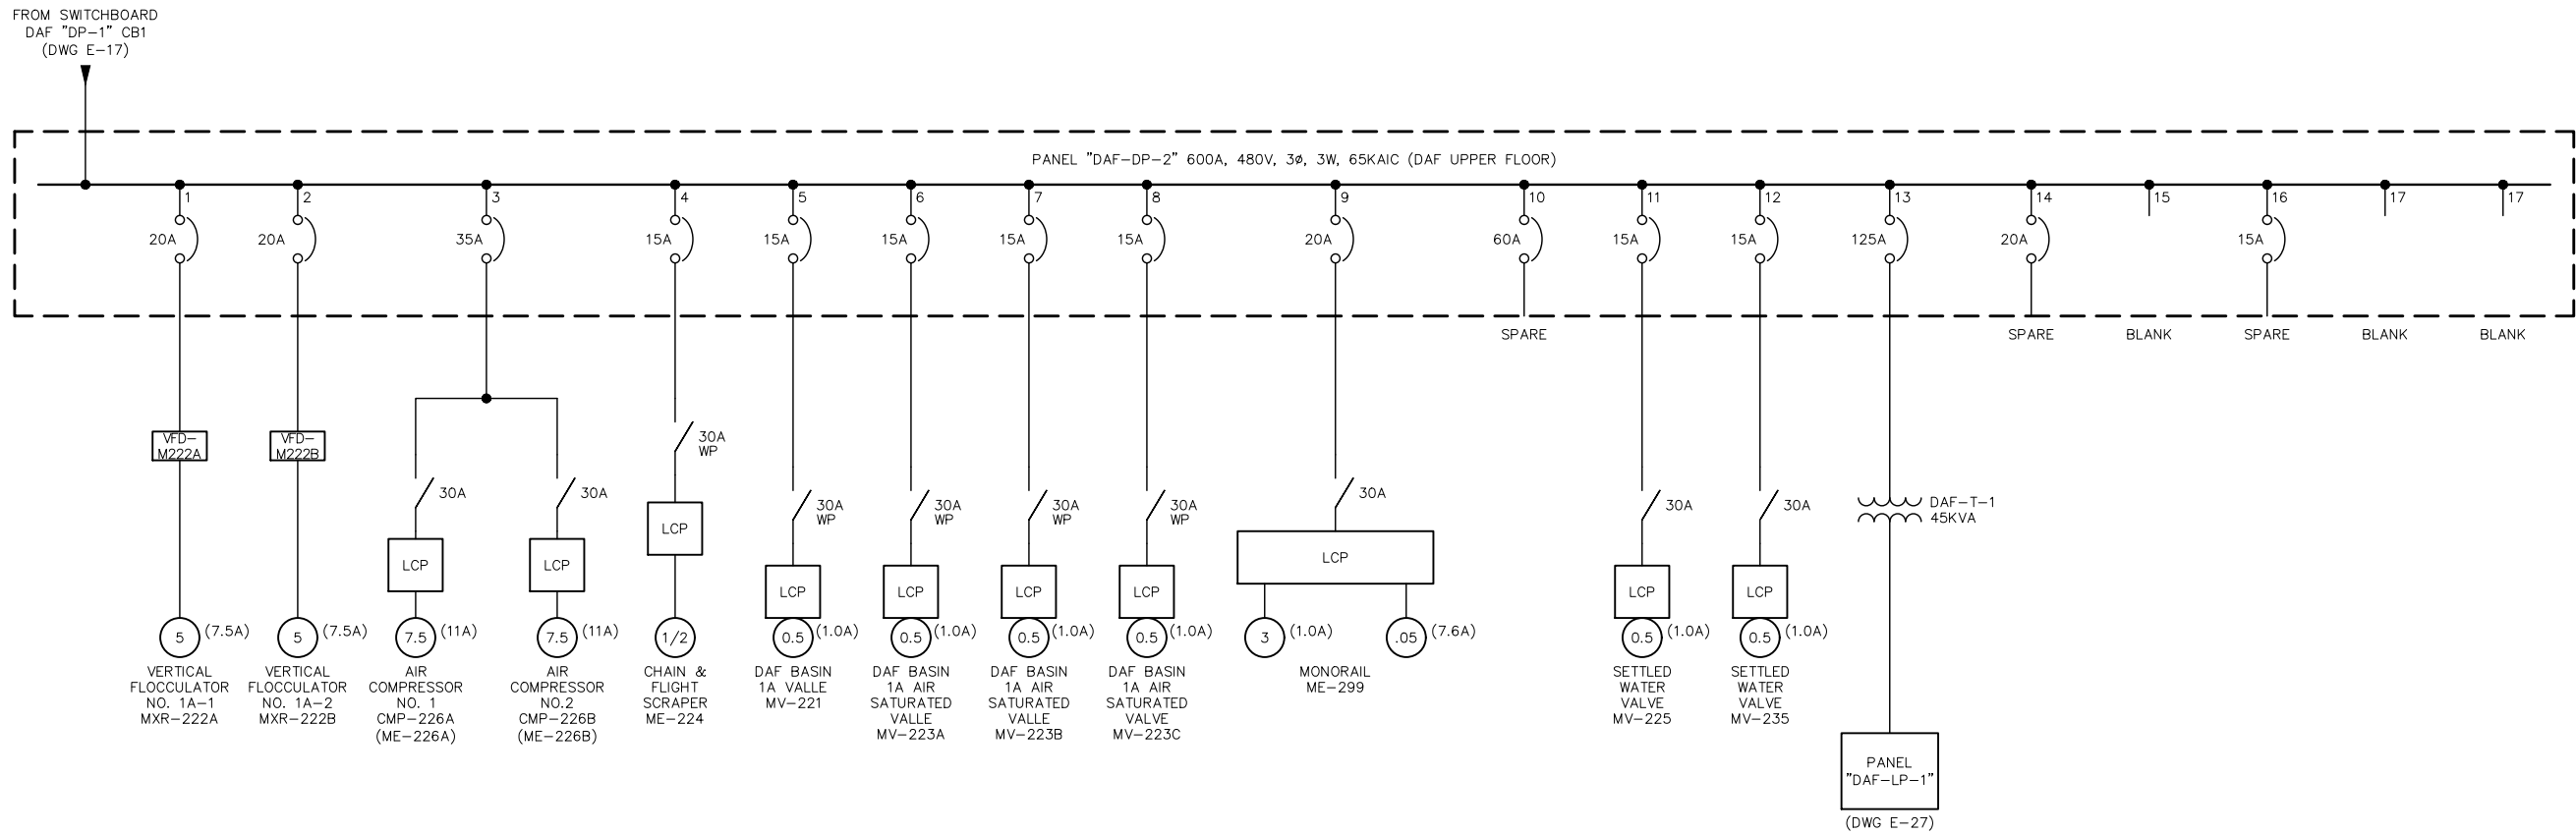 FROM SWITCHBOARD
DAF "DP-1" CB1
(DWG E-17)
PANEL "DAF-DP-2" 600A, 480V, 3ø, 3W, 65KAIC (DAF UPPER FLOOR)
1
2
3
4
5
6
7
8
9
10
11
12
13
14
15
16
17
17
20A
20A
35A
15A
15A
15A
15A
15A
20A
60A
15A
15A
125A
20A
15A
SPARE
SPARE
BLANK
SPARE
BLANK
BLANK
VFD-
M222A
VFD-
M222B
30A
30A
30A
WP
30A
WP
30A
WP
30A
WP
30A
WP
30A
30A
30A
DAF-T-1
45KVA
LCP
LCP
LCP
LCP
LCP
LCP
LCP
LCP
LCP
LCP
5 (7.5A)
5 (7.5A)
7.5 (11A)
7.5 (11A)
1/2
0.5 (1.0A)
0.5 (1.0A)
0.5 (1.0A)
0.5 (1.0A)
3 (1.0A)
.05 (7.6A)
0.5 (1.0A)
0.5 (1.0A)
VERTICAL
FLOCCULATOR
NO. 1A-1
MXR-222A
VERTICAL
FLOCCULATOR
NO. 1A-2
MXR-222B
AIR
COMPRESSOR
NO. 1
CMP-226A
(ME-226A)
AIR
COMPRESSOR
NO.2
CMP-226B
(ME-226B)
CHAIN &
FLIGHT
SCRAPER
ME-224
DAF BASIN
1A VALLE
MV-221
DAF BASIN
1A AIR
SATURATED
VALLE
MV-223A
DAF BASIN
1A AIR
SATURATED
VALLE
MV-223B
DAF BASIN
1A AIR
SATURATED
VALVE
MV-223C
MONORAIL
ME-299
SETTLED
WATER
VALVE
MV-225
SETTLED
WATER
VALVE
MV-235
PANEL
"DAF-LP-1"
(DWG E-27)